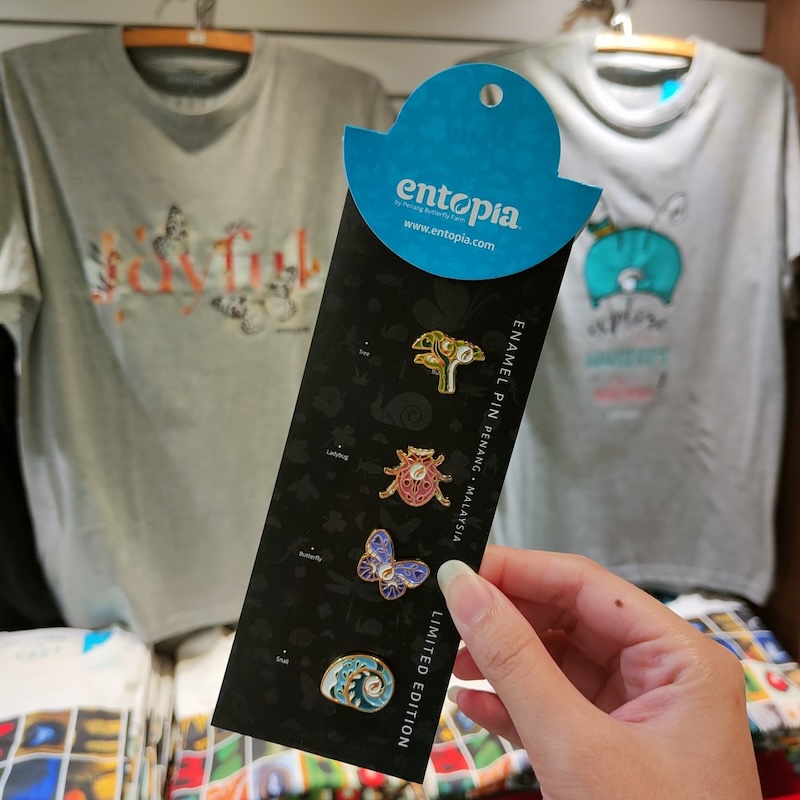 Joyful
entopia
by Penang Butterfly Farm
www.entopia.com
ENAMEL PIN PENANG • MALAYSIA
LIMITED EDITION
Tree
Ladybug
Butterfly
Snail
explore